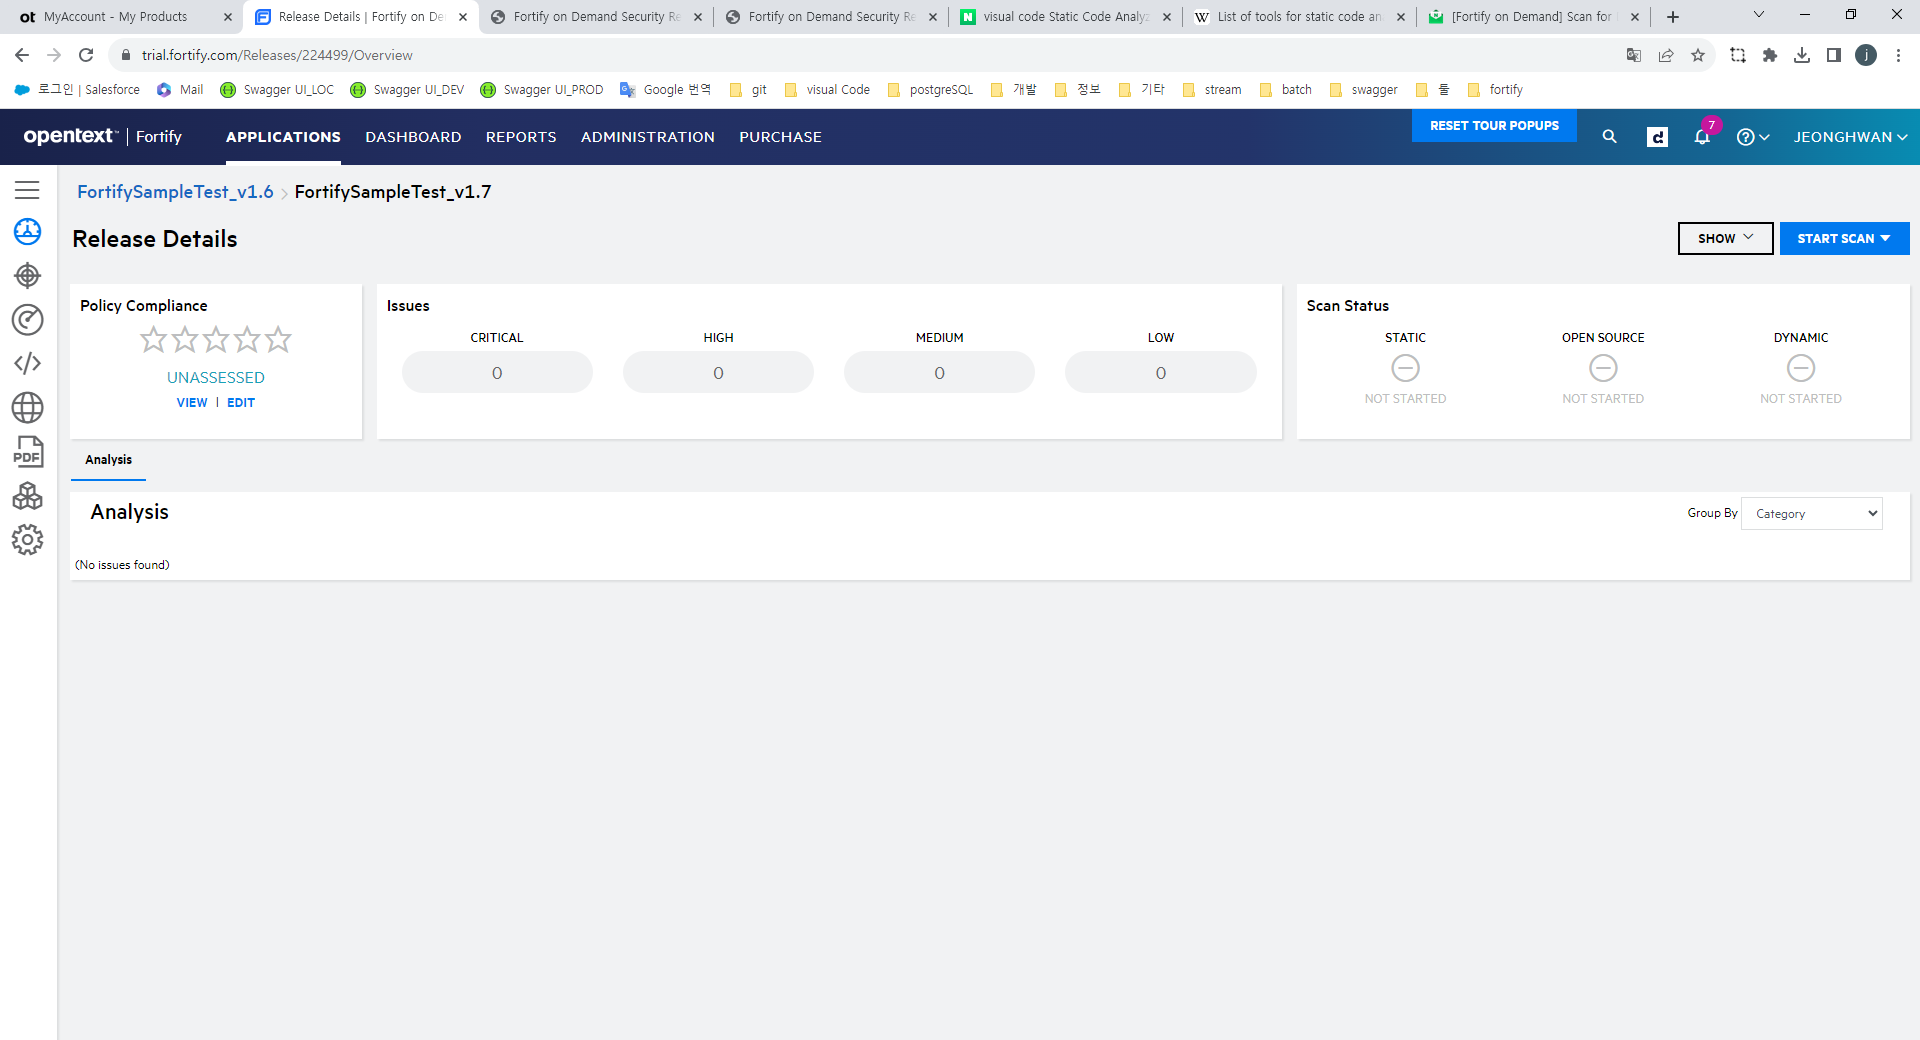 ot MyAccount - My Products
Release Details | Fortify on De
Fortify on Demand Security Re
Fortify on Demand Security Re
visual code Static Code Analyz
W List of tools for static code an
[Fortify on Demand] Scan for
trial.fortify.com/Releases/224499/Overview
j
로그인 | Salesforce
Mail
Swagger UI_LOC
Swagger UI_DEV
Swagger UI_PROD
Google 번역
git
visual Code
postgreSQL
개발
정보
기타
stream
batch
swagger
툴
fortify
opentext™ | Fortify
APPLICATIONS
DASHBOARD
REPORTS
ADMINISTRATION
PURCHASE
RESET TOUR POPUPS
7
JEONGHWAN
FortifySampleTest_v1.6 > FortifySampleTest_v1.7
Release Details
SHOW
START SCAN
Policy Compliance
UNASSESSED
VIEW | EDIT
Issues
CRITICAL
HIGH
MEDIUM
LOW
0
0
0
0
Scan Status
STATIC
OPEN SOURCE
DYNAMIC
NOT STARTED
NOT STARTED
NOT STARTED
PDF
Analysis
Analysis
Group By
Category
(No issues found)